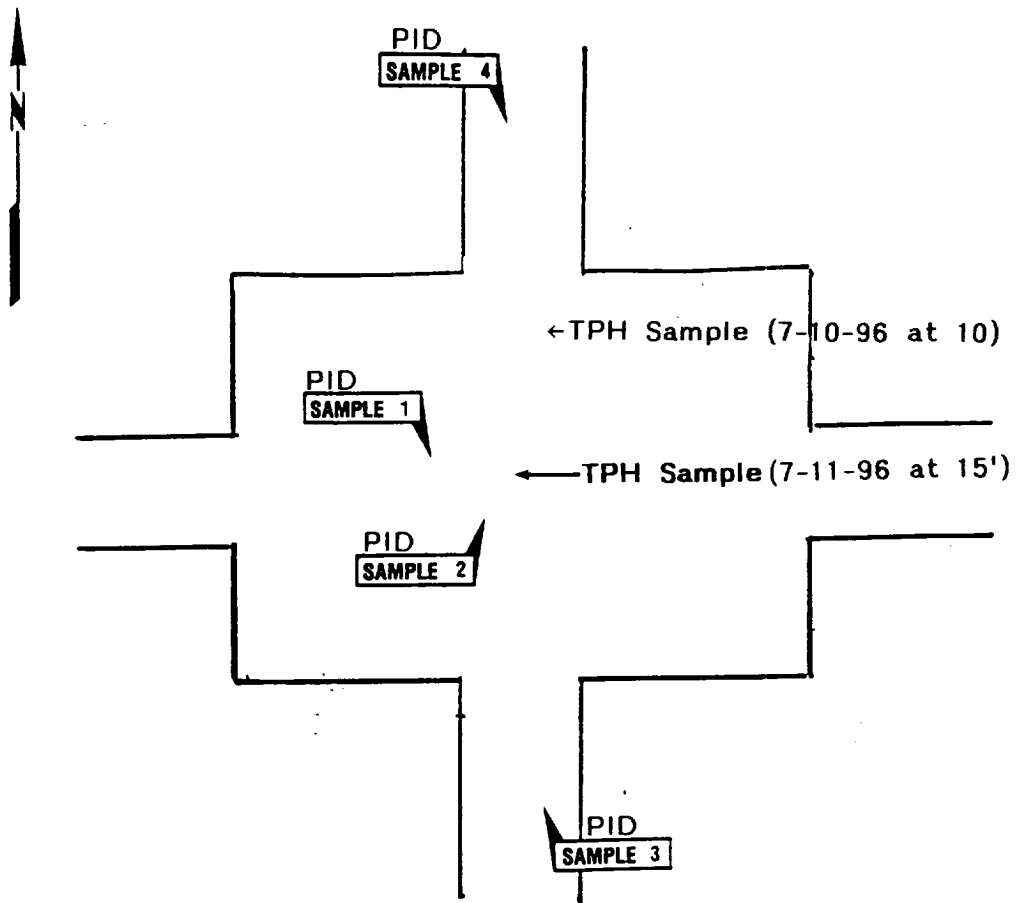 PID
SAMPLE 4
N
←TPH Sample (7-10-96 at 10)
PID
SAMPLE 1
←TPH Sample (7-11-96 at 15')
PID
SAMPLE 2
PID
SAMPLE 3